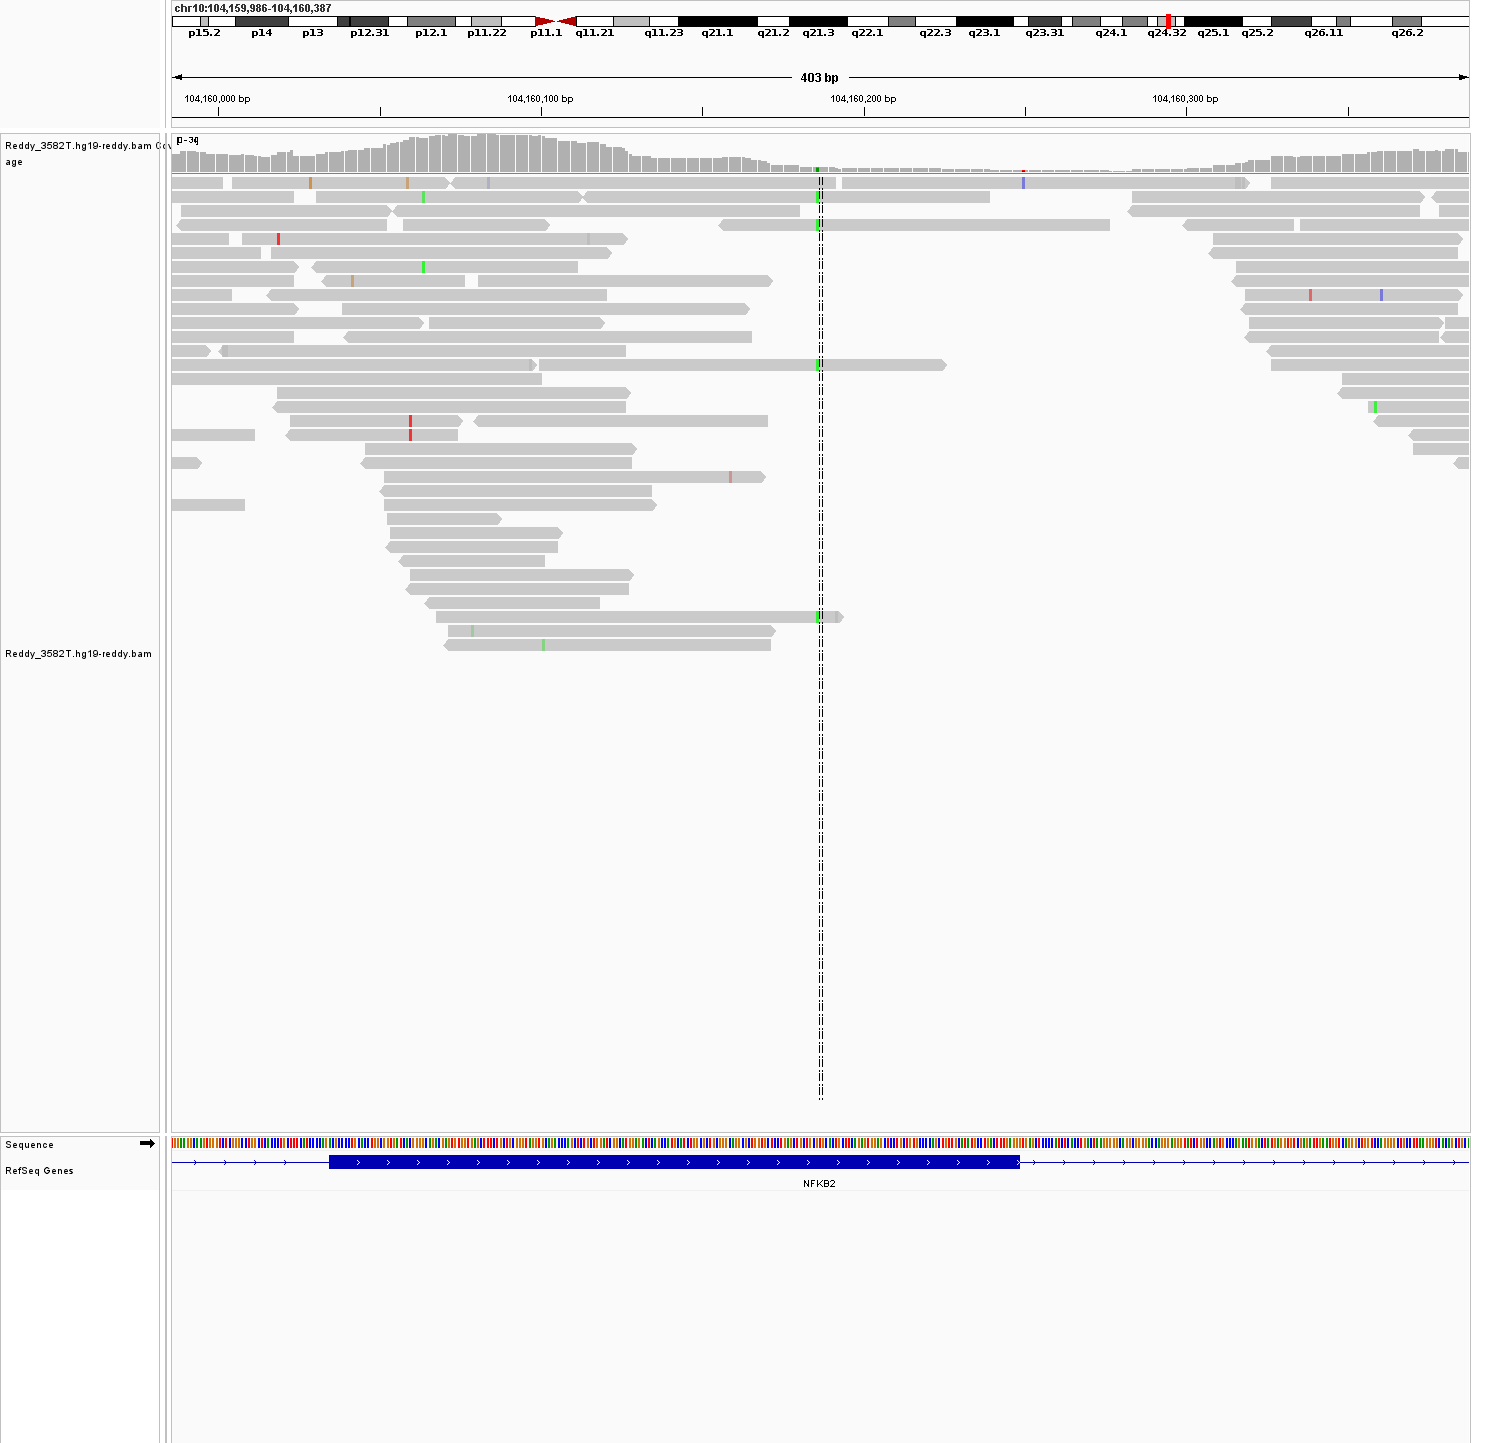 chr10:104,159,986-104,160,387
p15.2 p14 p13 p12.31 p12.1 p11.22 p11.1 q11.21 q11.23 q21.1 q21.2 q21.3 q22.1 q22.3 q23.1 q23.31 q24.1 q24.32 q25.1 q25.2 q26.11 q26.2
403 bp
104,160,000 bp 104,160,100 bp 104,160,200 bp 104,160,300 bp
Reddy_3582T.hg19-reddy.bam Cov
age
Reddy_3582T.hg19-reddy.bam
Sequence
RefSeq Genes
NFKB2